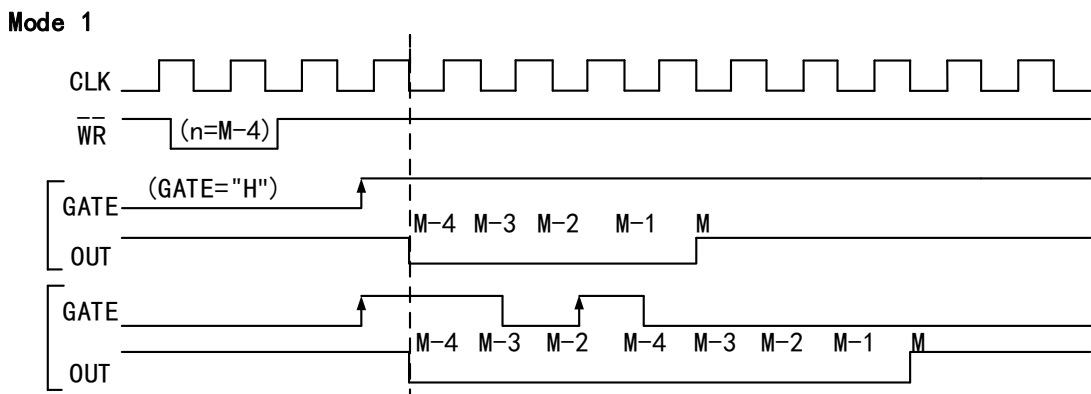 Mode 1
CLK
WR
(n=M-4)
(GATE="H")
GATE
M-4 M-3 M-2 M-1 M
OUT
GATE
M-4 M-3 M-2 M-4 M-3 M-2 M-1 M
OUT